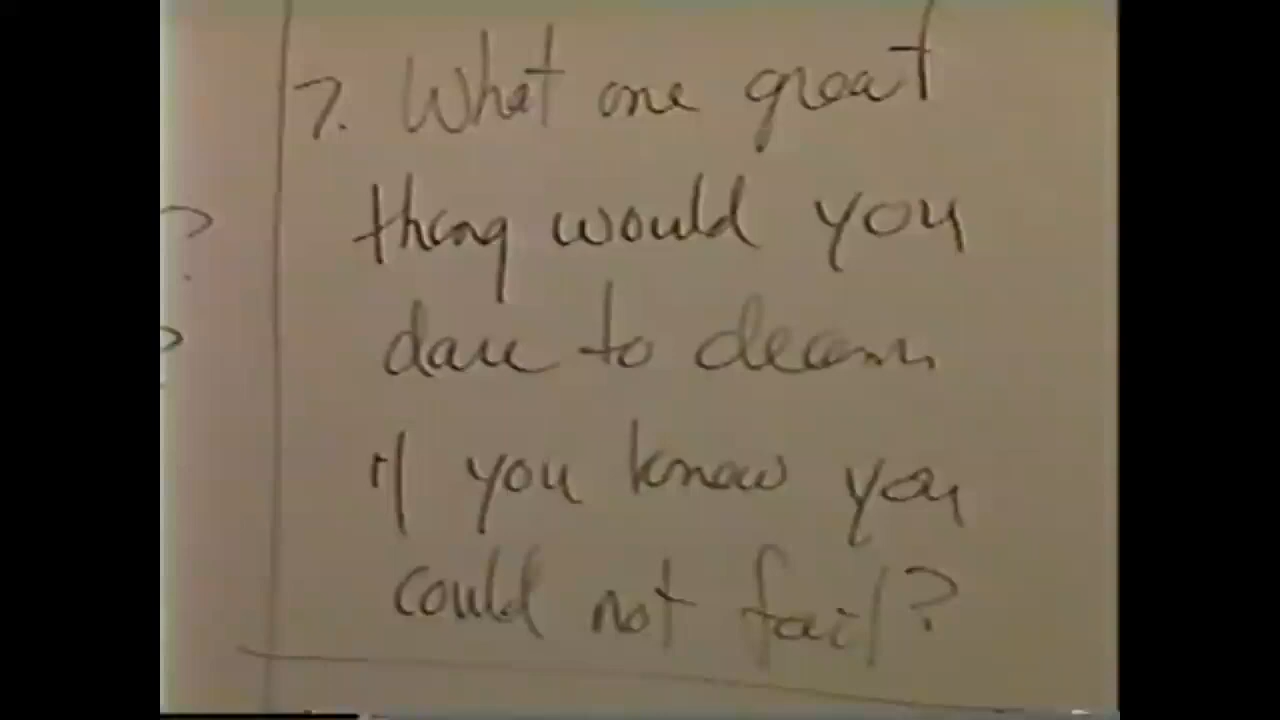 7. What one great
thing would you
dare to dream
if you knew you
could not fail?